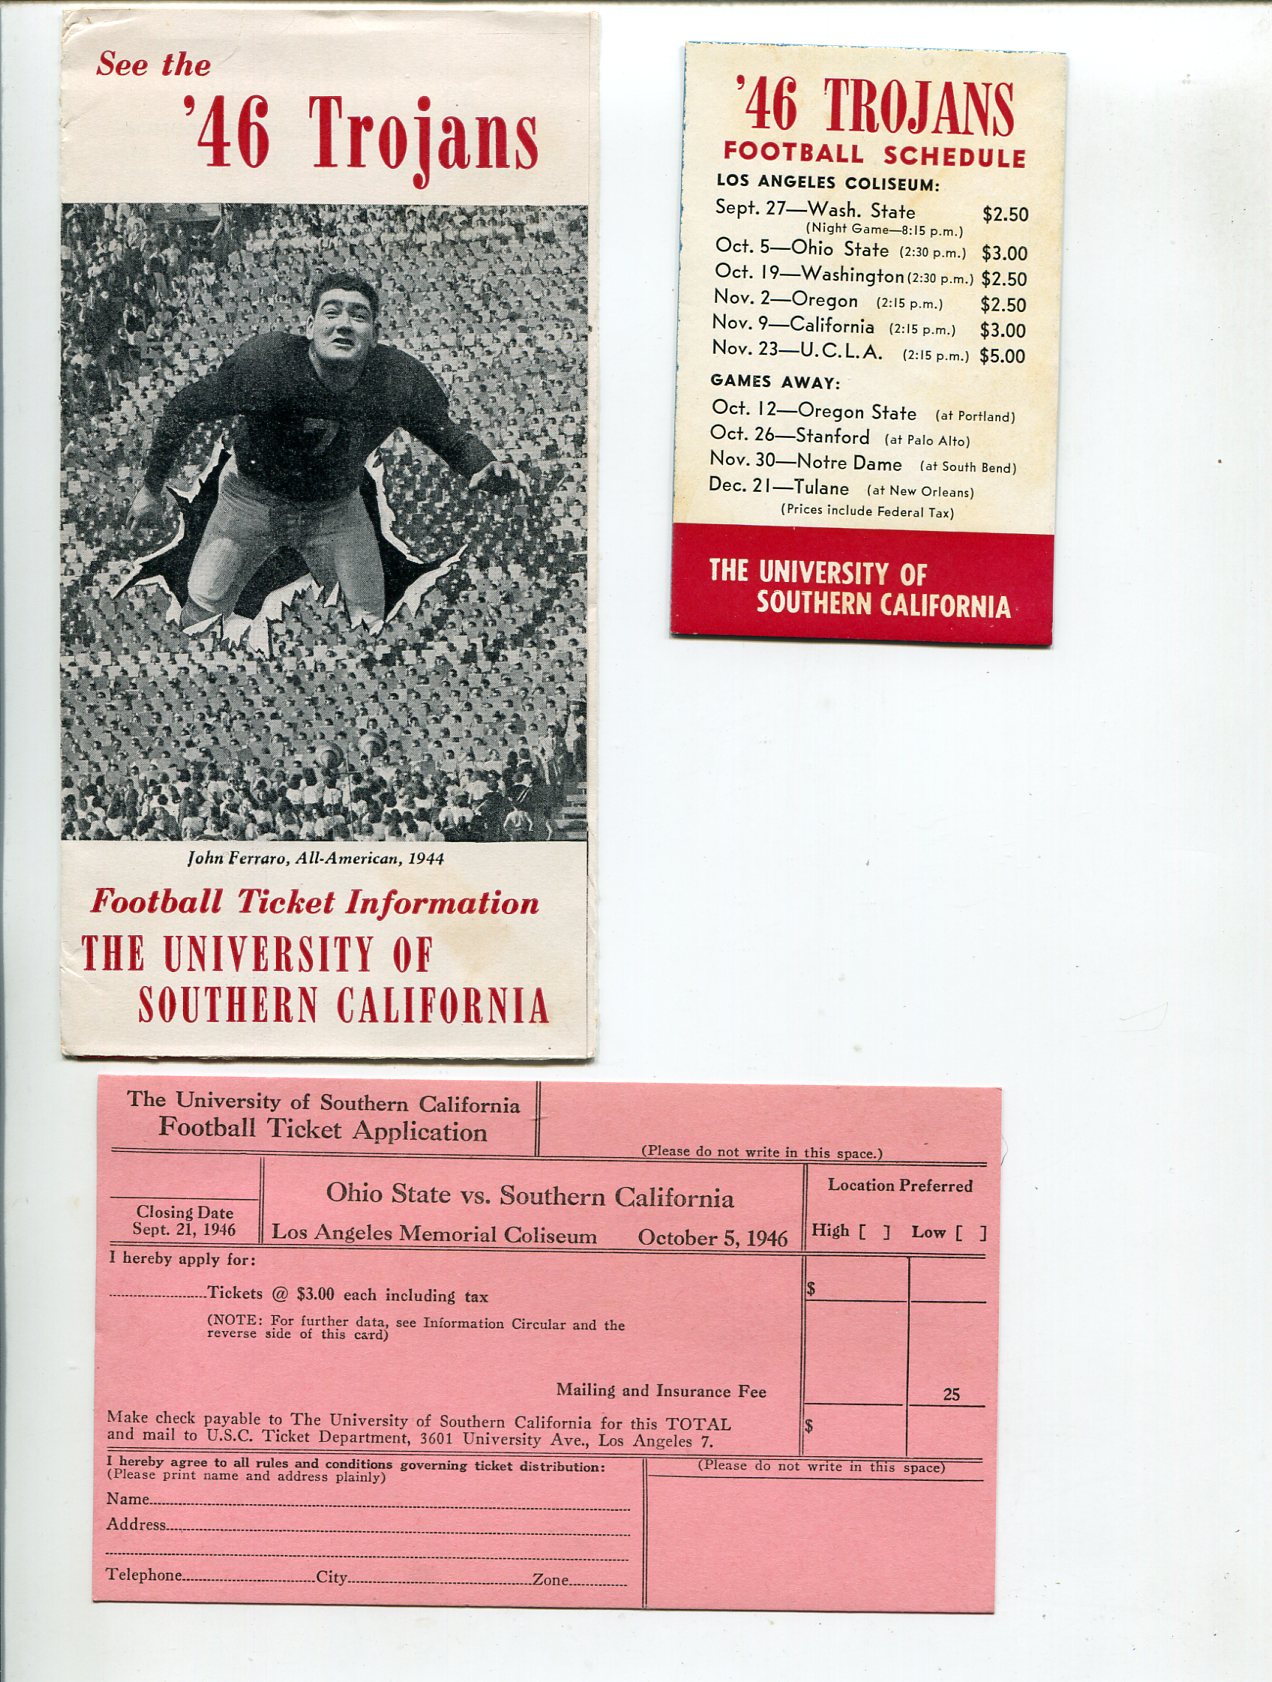 See the
'46 Trojans
7
John Ferraro, All-American, 1944
Football Ticket Information
THE UNIVERSITY OF
SOUTHERN CALIFORNIA
'46 TROJANS
FOOTBALL SCHEDULE
LOS ANGELES COLISEUM:
Sept. 27—Wash. State $2.50
(Night Game—8:15 p.m.)
Oct. 5—Ohio State (2:30 p.m.) $3.00
Oct. 19—Washington (2:30 p.m.) $2.50
Nov. 2—Oregon (2:15 p.m.) $2.50
Nov. 9—California (2:15 p.m.) $3.00
Nov. 23—U.C.L.A. (2:15 p.m.) $5.00
GAMES AWAY:
Oct. 12—Oregon State (at Portland)
Oct. 26—Stanford (at Palo Alto)
Nov. 30—Notre Dame (at South Bend)
Dec. 21—Tulane (at New Orleans)
(Prices include Federal Tax)
THE UNIVERSITY OF
SOUTHERN CALIFORNIA
The University of Southern California
Football Ticket Application
(Please do not write in this space.)
Closing Date
Sept. 21, 1946
Ohio State vs. Southern California
Los Angeles Memorial Coliseum October 5, 1946
Location Preferred
High [ ] Low [ ]
I hereby apply for:
Tickets @ $3.00 each including tax $
(NOTE: For further data, see Information Circular and the
reverse side of this card)
Mailing and Insurance Fee 25
Make check payable to The University of Southern California for this TOTAL $
and mail to U.S.C. Ticket Department, 3601 University Ave., Los Angeles 7.
I hereby agree to all rules and conditions governing ticket distribution:
(Please print name and address plainly)
(Please do not write in this space)
Name
Address
Telephone City Zone